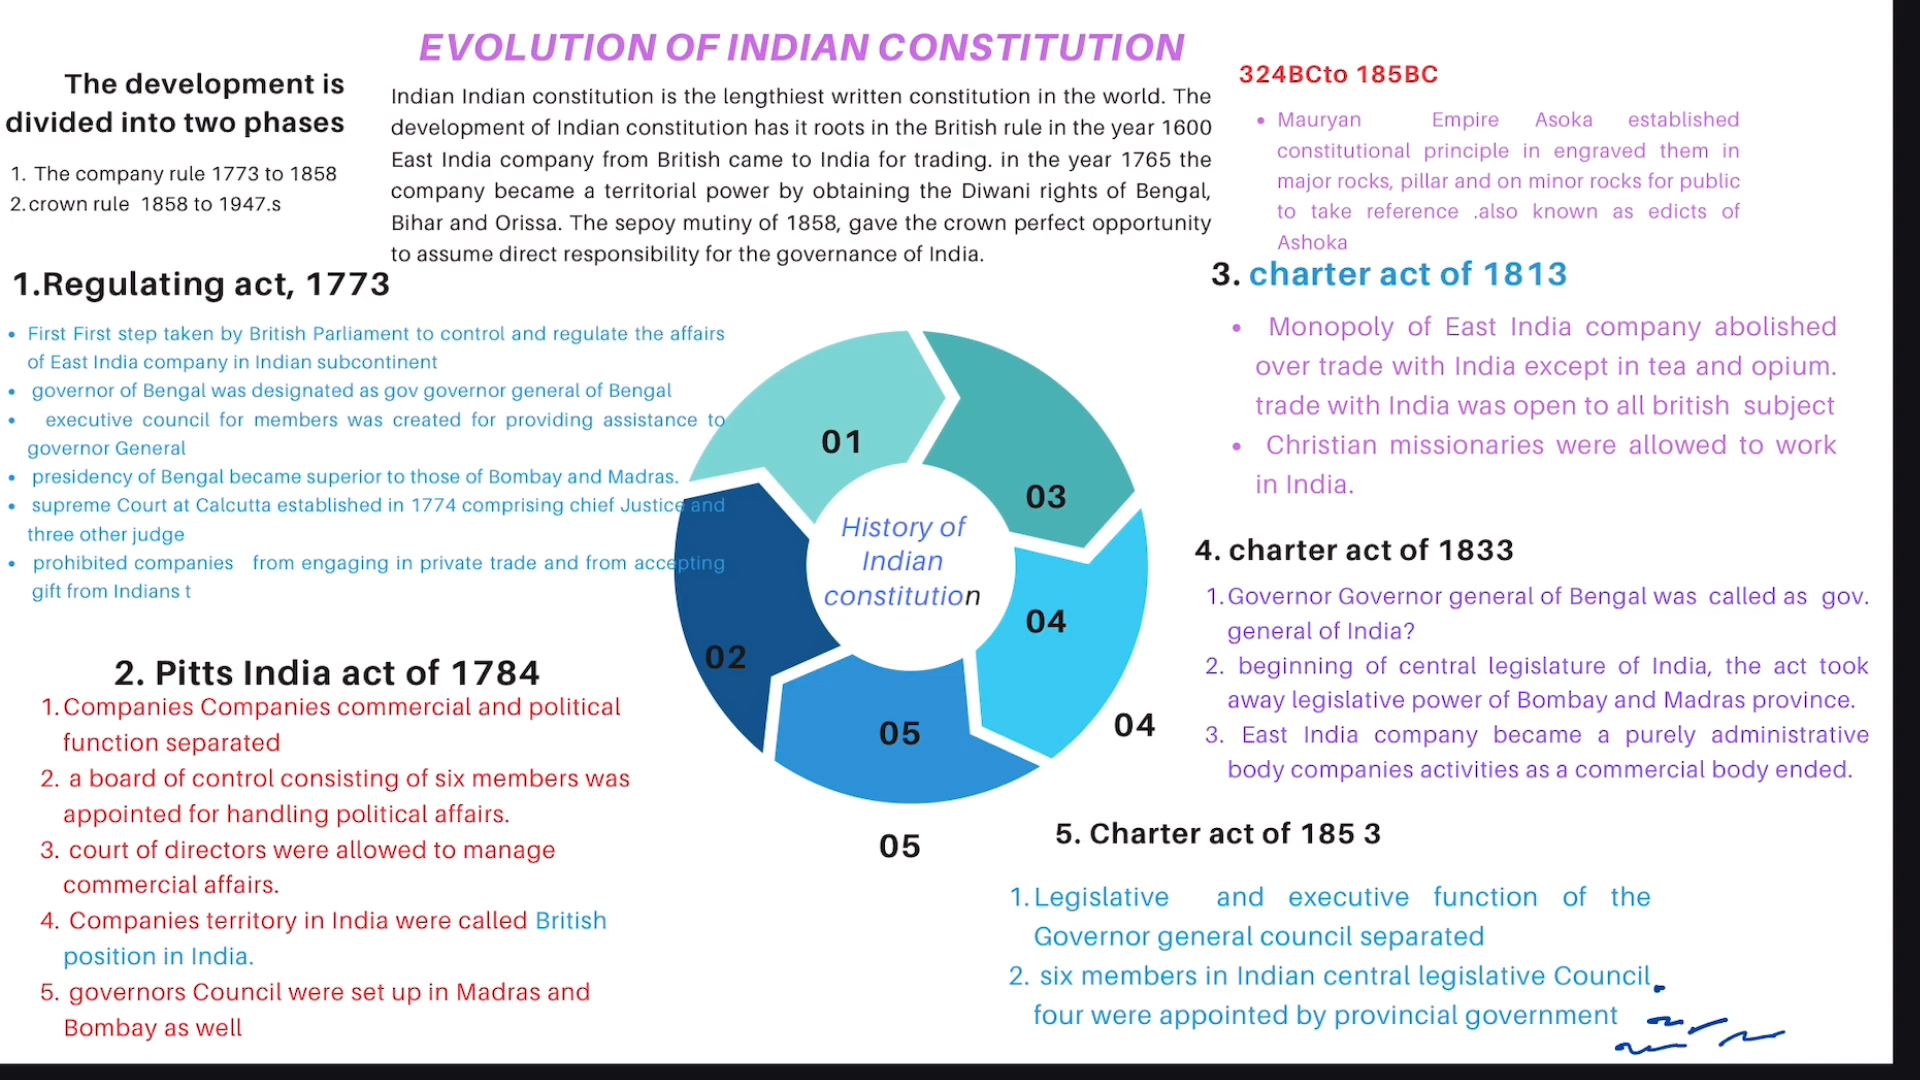 EVOLUTION OF INDIAN CONSTITUTION
The development is
divided into two phases
1. The company rule 1773 to 1858
2.crown rule 1858 to 1947.s
Indian Indian constitution is the lengthiest written constitution in the world. The
development of Indian constitution has it roots in the British rule in the year 1600
East India company from British came to India for trading. in the year 1765 the
company became a territorial power by obtaining the Diwani rights of Bengal,
Bihar and Orissa. The sepoy mutiny of 1858, gave the crown perfect opportunity
to assume direct responsibility for the governance of India.
324BCto 185BC
• Mauryan Empire Asoka established
constitutional principle in engraved them in
major rocks, pillar and on minor rocks for public
to take reference .also known as edicts of
Ashoka
1.Regulating act, 1773
• First First step taken by British Parliament to control and regulate the affairs
of East India company in Indian subcontinent
• governor of Bengal was designated as gov governor general of Bengal
• executive council for members was created for providing assistance to
governor General
• presidency of Bengal became superior to those of Bombay and Madras.
• supreme Court at Calcutta established in 1774 comprising chief Justice and
three other judge
• prohibited companies from engaging in private trade and from accepting
gift from Indians t
2. Pitts India act of 1784
1. Companies Companies commercial and political
function separated
2. a board of control consisting of six members was
appointed for handling political affairs.
3. court of directors were allowed to manage
commercial affairs.
4. Companies territory in India were called British
position in India.
5. governors Council were set up in Madras and
Bombay as well
01
03
History of
Indian
constitution
04
02
05
04
05
3. charter act of 1813
• Monopoly of East India company abolished
over trade with India except in tea and opium.
trade with India was open to all british subject
• Christian missionaries were allowed to work
in India.
4. charter act of 1833
1. Governor Governor general of Bengal was called as gov.
general of India?
2. beginning of central legislature of India, the act took
away legislative power of Bombay and Madras province.
3. East India company became a purely administrative
body companies activities as a commercial body ended.
5. Charter act of 185 3
1. Legislative and executive function of the
Governor general council separated
2. six members in Indian central legislative Council
four were appointed by provincial government